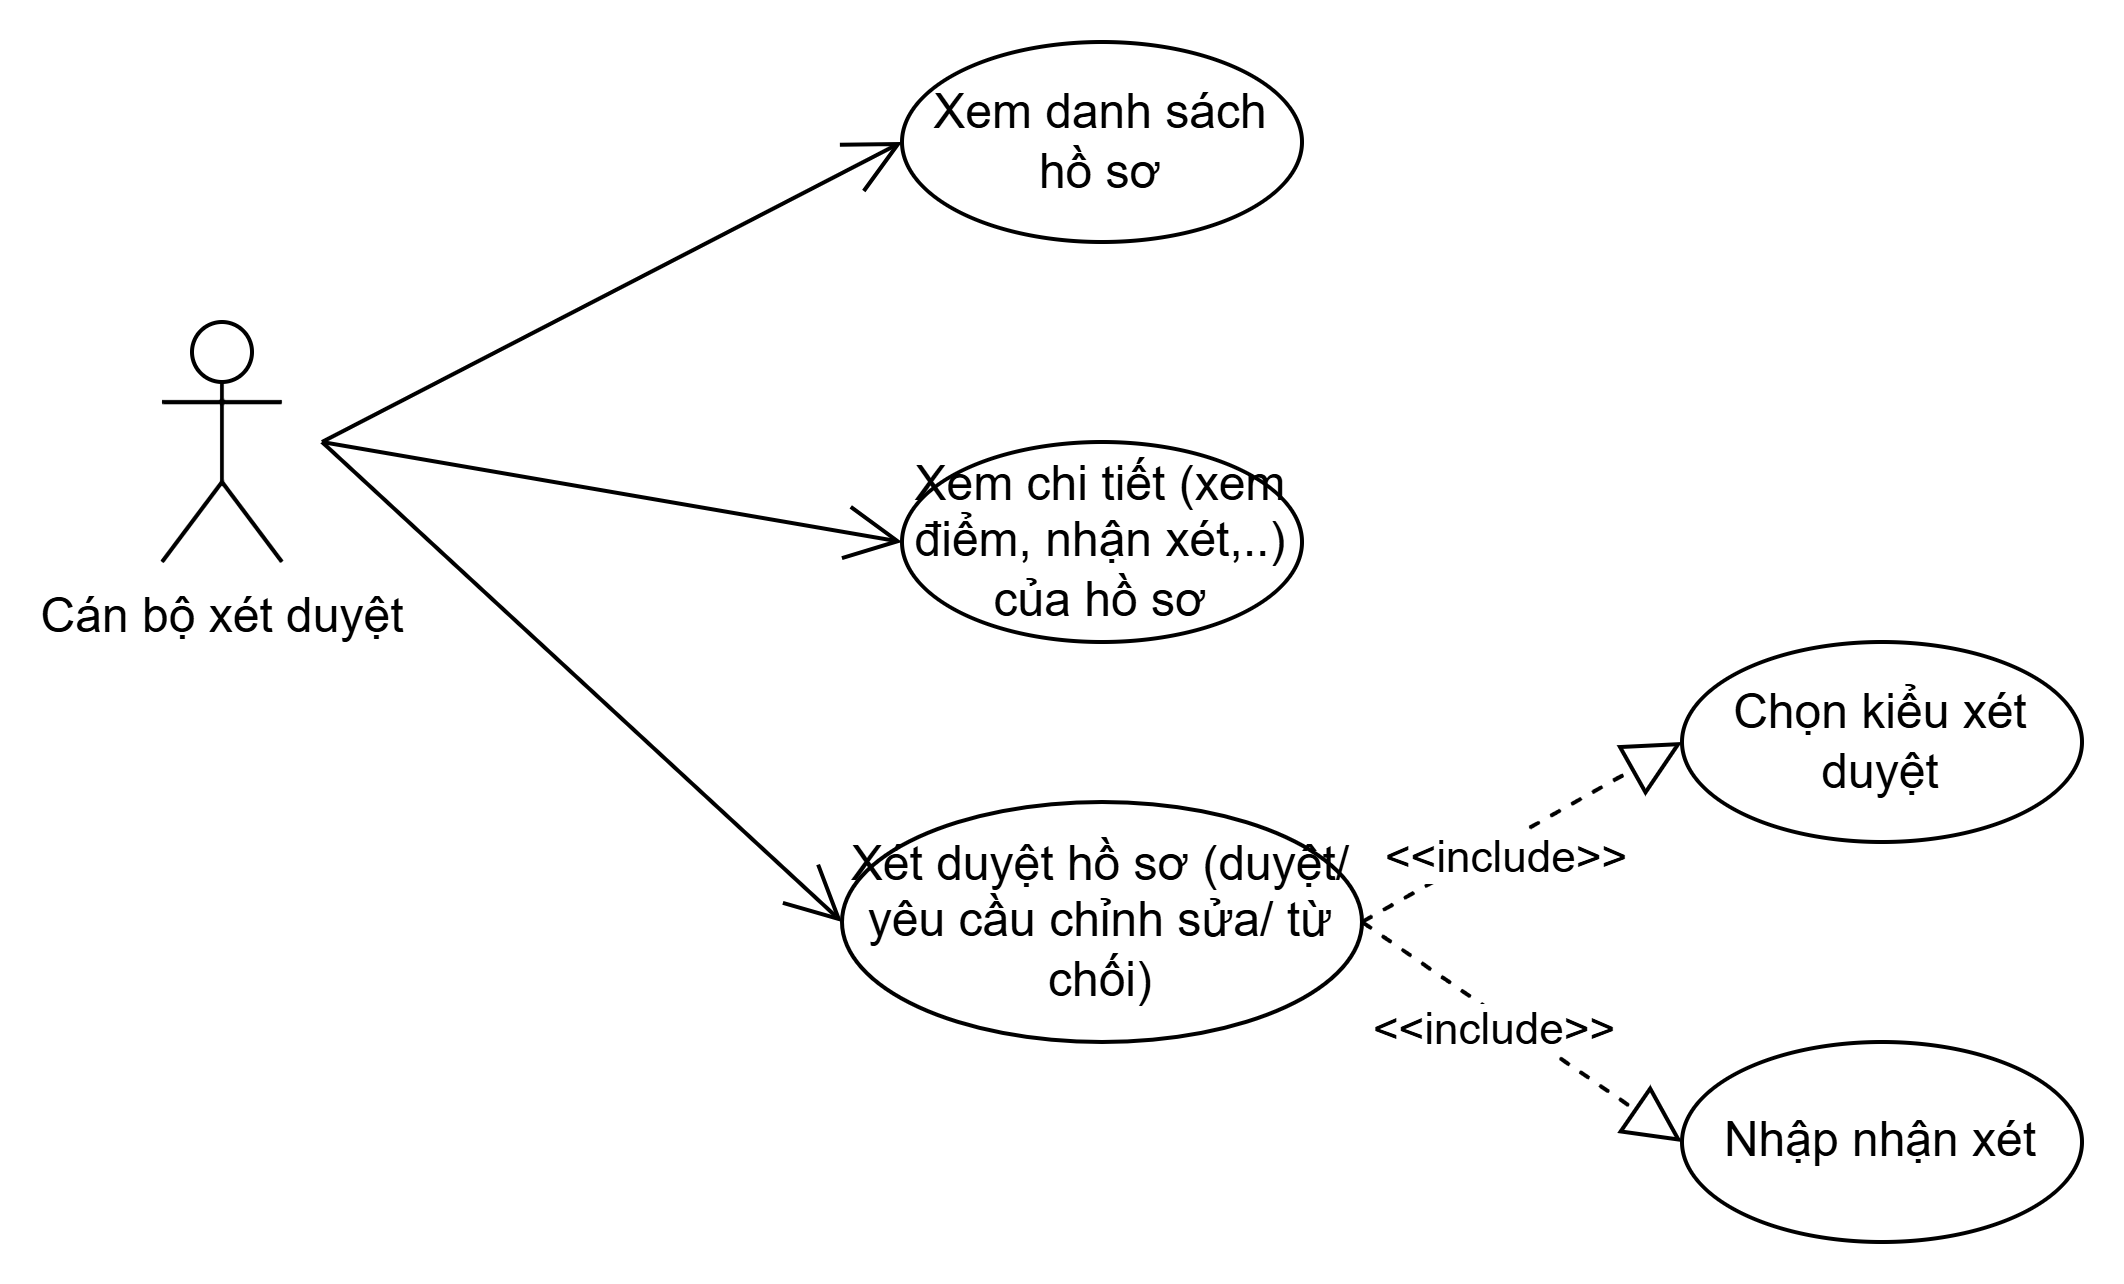 Xem danh sách
hồ sơ
Cán bộ xét duyệt
Xem chi tiết (xem
điểm, nhận xét,..)
của hồ sơ
Xét duyệt hồ sơ (duyệt/
yêu cầu chỉnh sửa/ từ
chối)
<<include>>
Chọn kiểu xét
duyệt
<<include>>
Nhập nhận xét